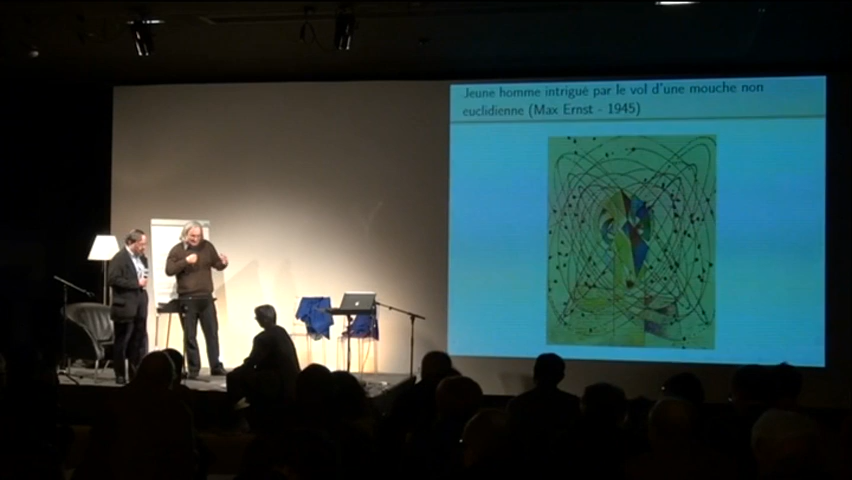 Jeune homme intrigué par le vol d'une mouche non
euclidienne (Max Ernst - 1945)